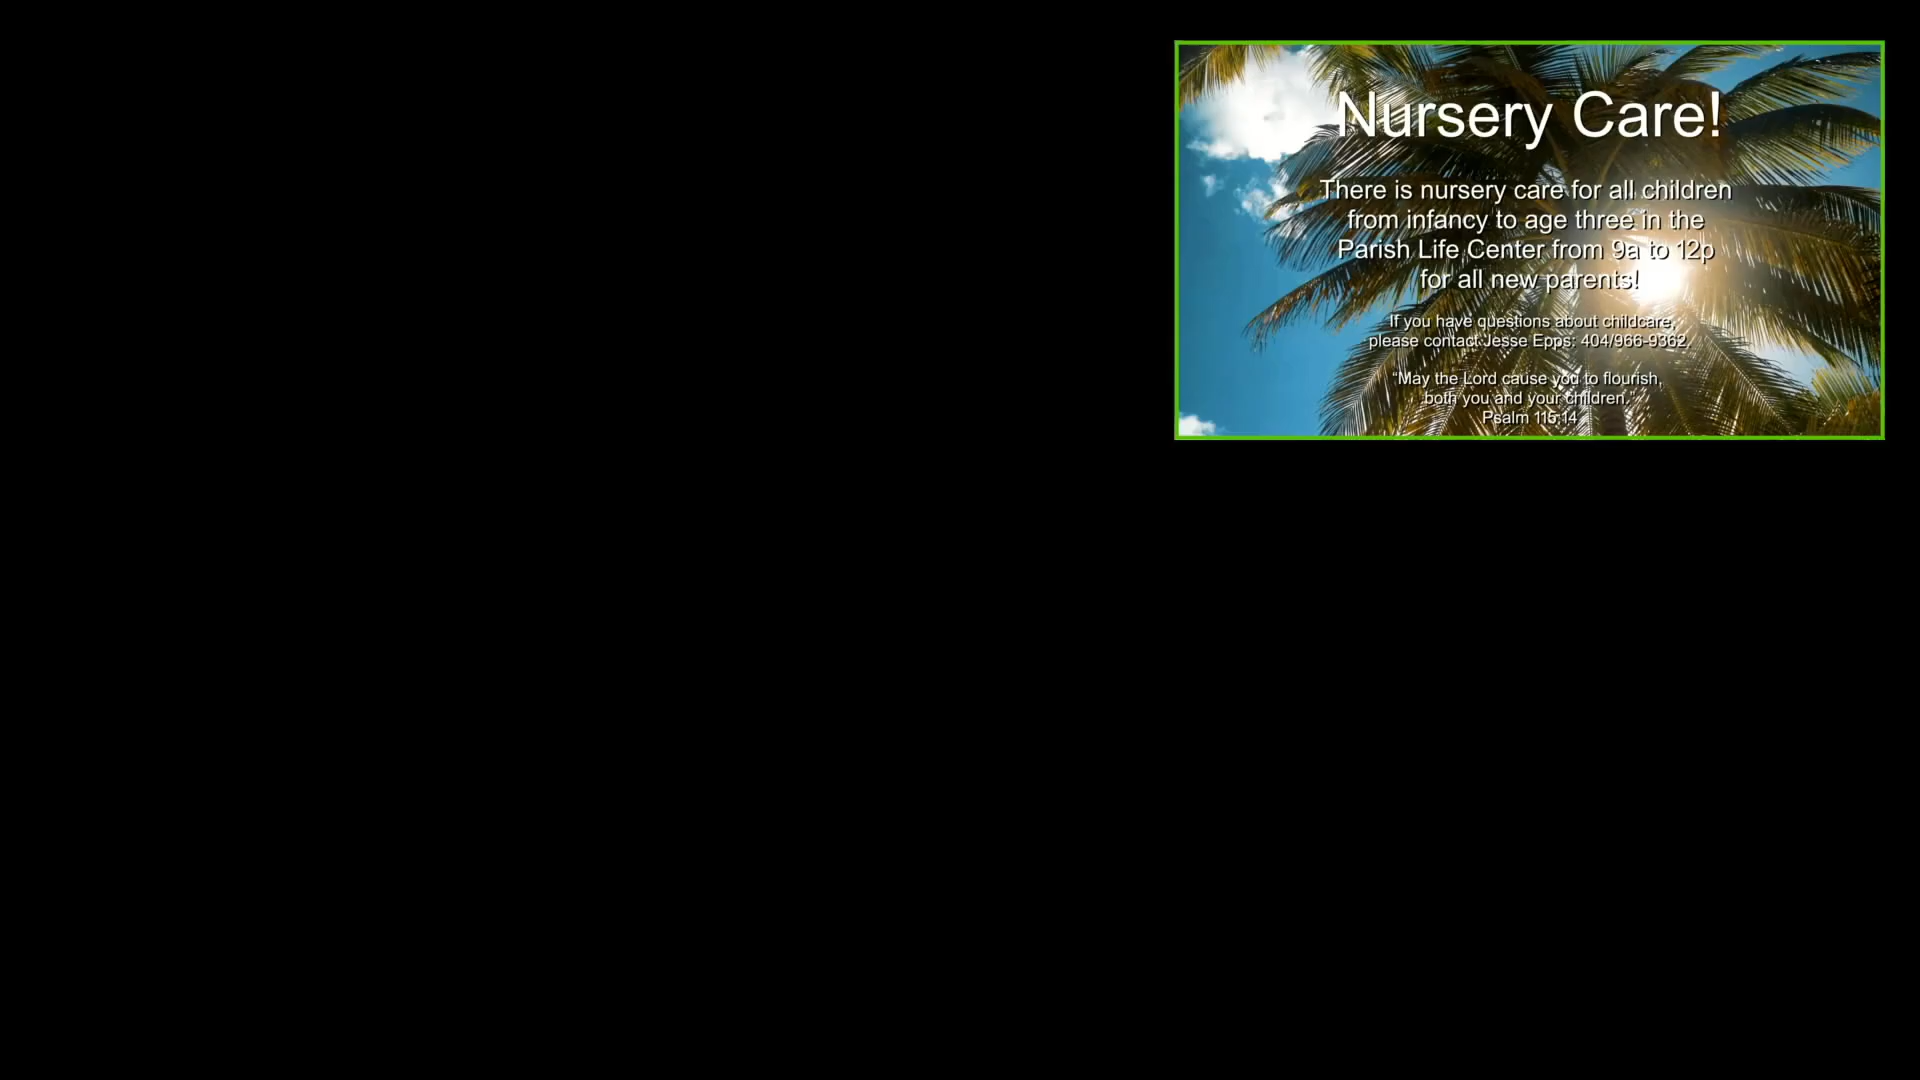 Nursery Care!
There is nursery care for all children
from infancy to age three in the
Parish Life Center from 9a to 12p
for all new parents!
If you have questions about childcare,
please contact Jesse Epps: 404/966-9362.
“May the Lord cause you to flourish,
both you and your children.”
Psalm 115:14